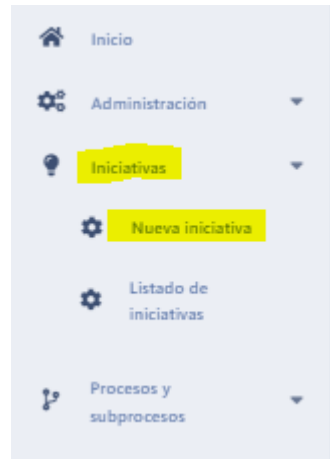 Inicio
Administración
Iniciativas
Nueva iniciativa
Listado de
iniciativas
Procesos y
subprocesos